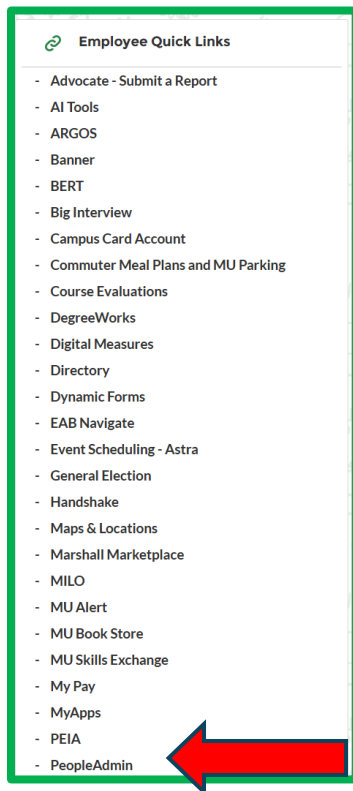 Employee Quick Links
- Advocate - Submit a Report
- AI Tools
- ARGOS
- Banner
- BERT
- Big Interview
- Campus Card Account
- Commuter Meal Plans and MU Parking
- Course Evaluations
- DegreeWorks
- Digital Measures
- Directory
- Dynamic Forms
- EAB Navigate
- Event Scheduling - Astra
- General Election
- Handshake
- Maps & Locations
- Marshall Marketplace
- MILO
- MU Alert
- MU Book Store
- MU Skills Exchange
- My Pay
- MyApps
- PEIA
- PeopleAdmin